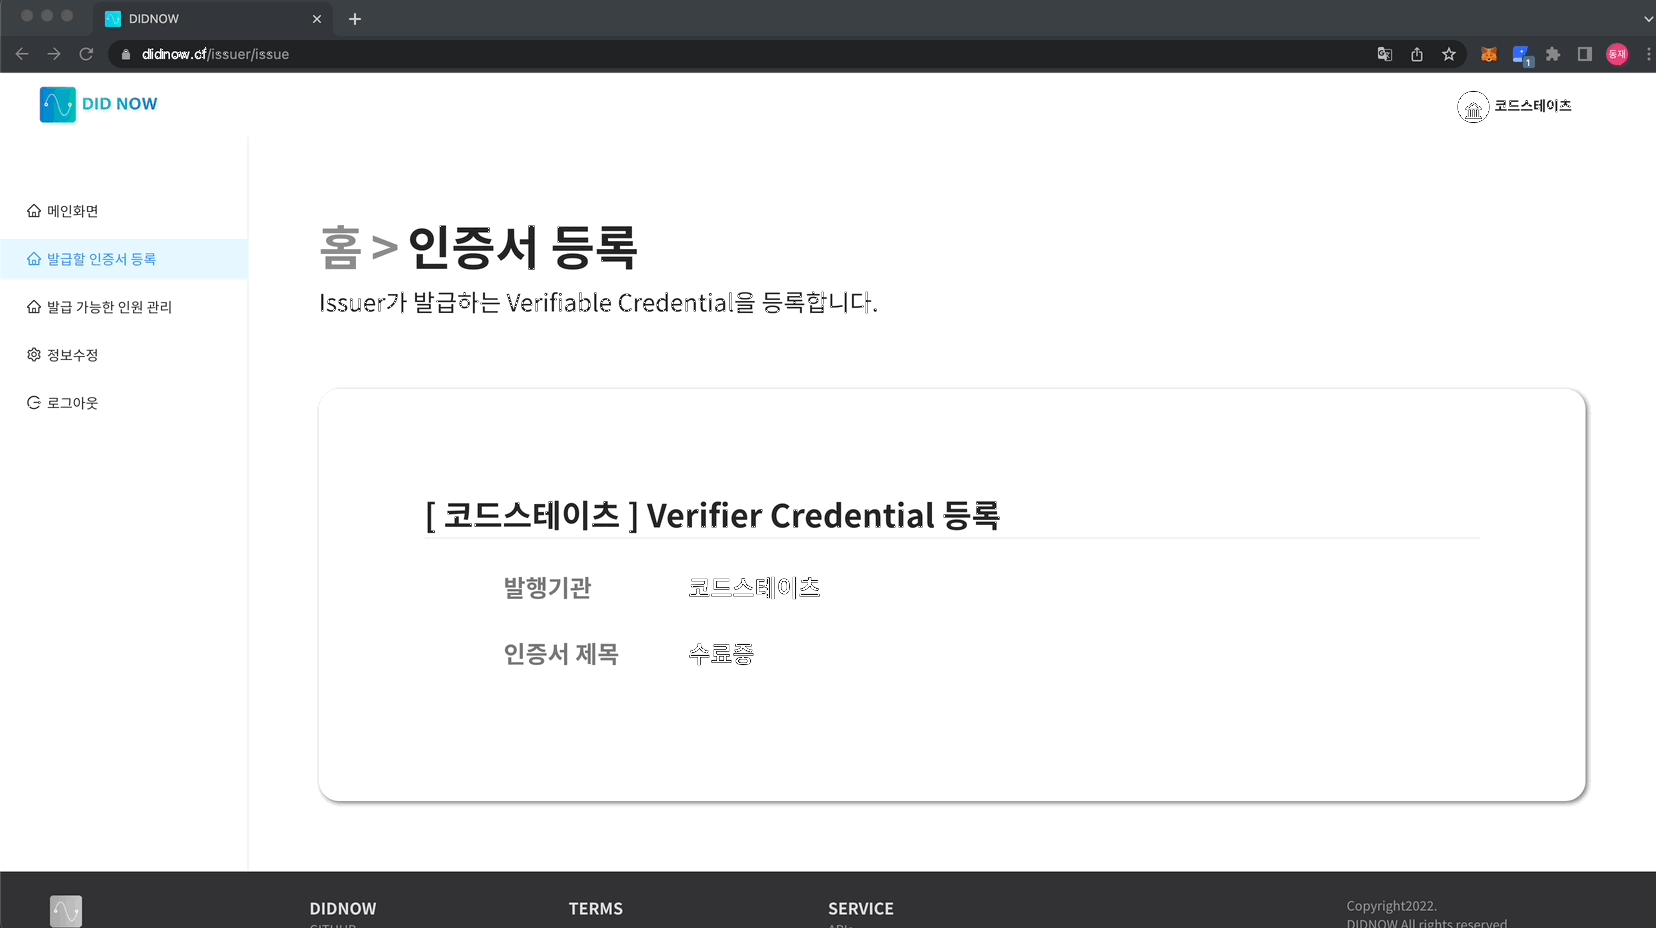 DIDNOW
didnow.cf/issuer/issue
1
동재
DID NOW
코드스테이츠
메인화면
발급할 인증서 등록
발급 가능한 인원 관리
정보수정
로그아웃
홈 > 인증서 등록
Issuer가 발급하는 Verifiable Credential을 등록합니다.
[ 코드스테이츠 ] Verifier Credential 등록
발행기관 코드스테이츠
인증서 제목 수료증
DIDNOW TERMS SERVICE
GITHUB APIs
Copyright2022.
DIDNOW All rights reserved